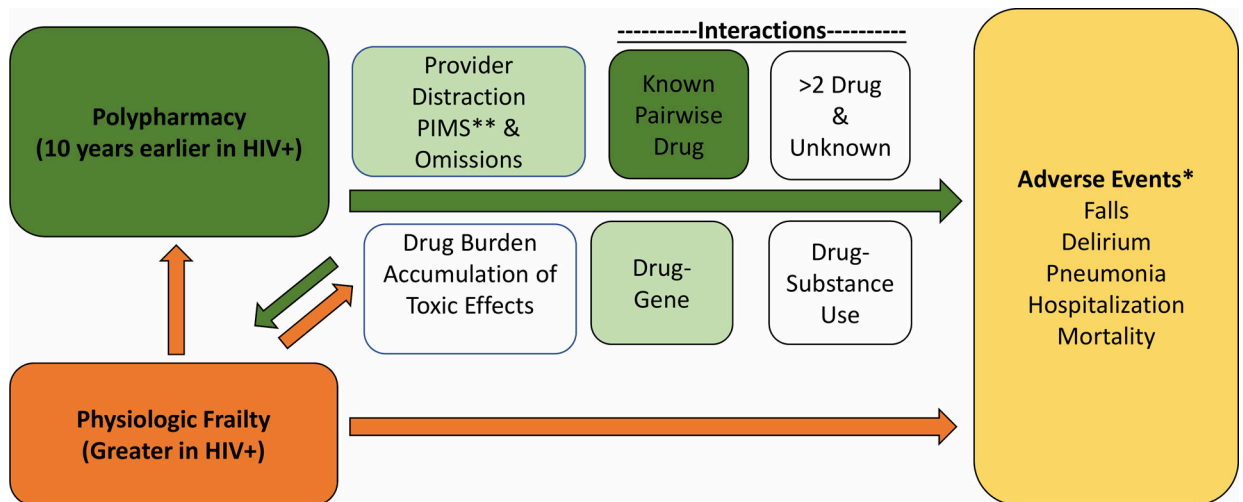 Polypharmacy
(10 years earlier in HIV+)
Provider
Distraction
PIMS** &
Omissions
----------Interactions----------
Known
Pairwise
Drug
>2 Drug
&
Unknown
Drug Burden
Accumulation of
Toxic Effects
Drug-
Gene
Drug-
Substance
Use
Physiologic Frailty
(Greater in HIV+)
Adverse Events*
Falls
Delirium
Pneumonia
Hospitalization
Mortality